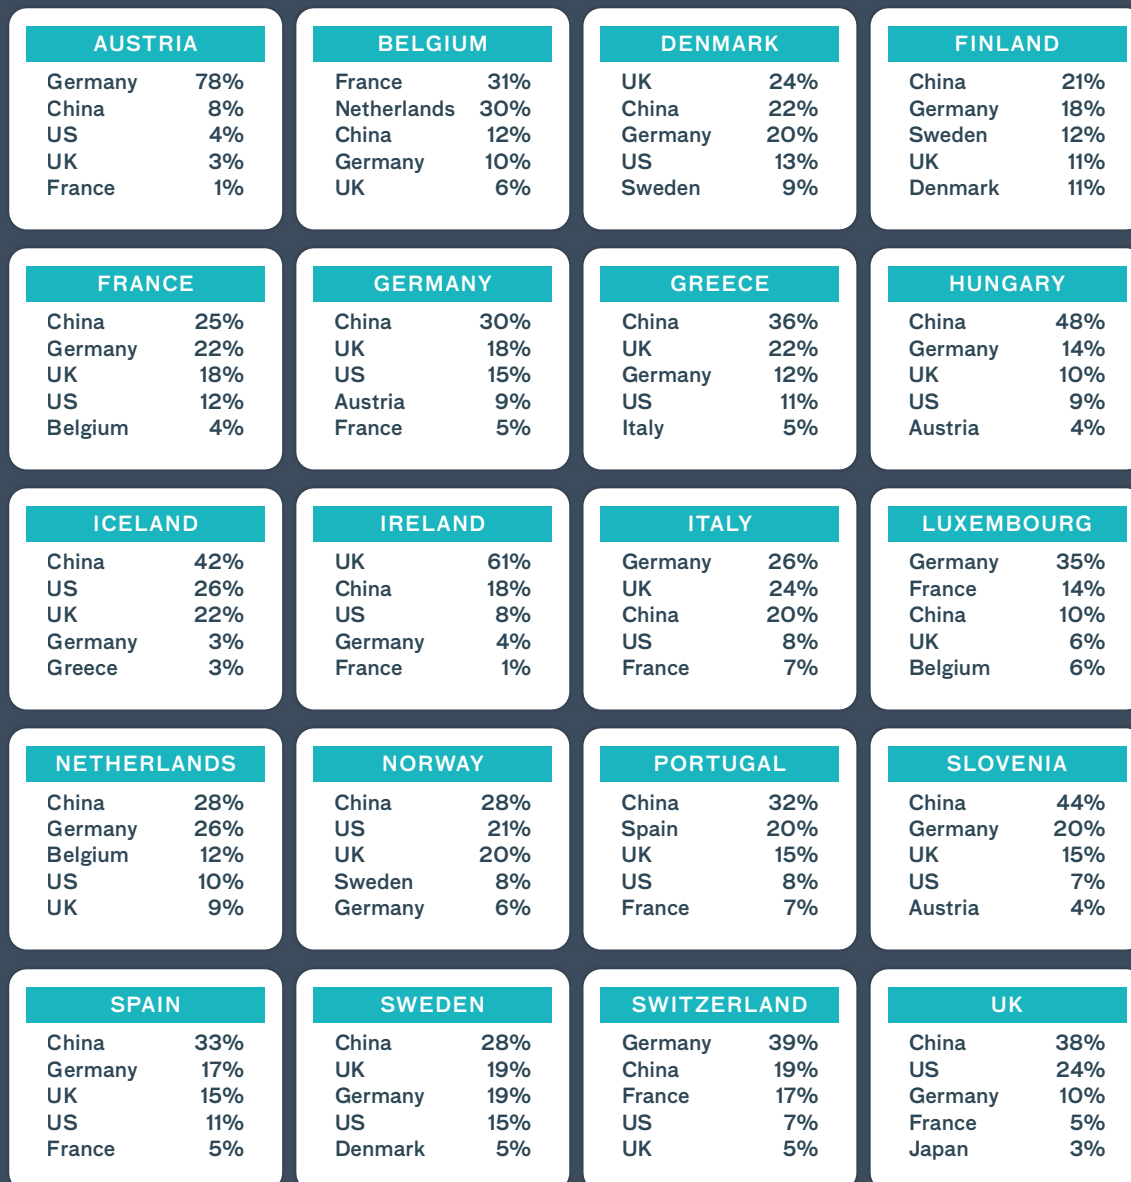 AUSTRIA
Germany 78%
China 8%
US 4%
UK 3%
France 1%
BELGIUM
France 31%
Netherlands 30%
China 12%
Germany 10%
UK 6%
DENMARK
UK 24%
China 22%
Germany 20%
US 13%
Sweden 9%
FINLAND
China 21%
Germany 18%
Sweden 12%
UK 11%
Denmark 11%
FRANCE
China 25%
Germany 22%
UK 18%
US 12%
Belgium 4%
GERMANY
China 30%
UK 18%
US 15%
Austria 9%
France 5%
GREECE
China 36%
UK 22%
Germany 12%
US 11%
Italy 5%
HUNGARY
China 48%
Germany 14%
UK 10%
US 9%
Austria 4%
ICELAND
China 42%
US 26%
UK 22%
Germany 3%
Greece 3%
IRELAND
UK 61%
China 18%
US 8%
Germany 4%
France 1%
ITALY
Germany 26%
UK 24%
China 20%
US 8%
France 7%
LUXEMBOURG
Germany 35%
France 14%
China 10%
UK 6%
Belgium 6%
NETHERLANDS
China 28%
Germany 26%
Belgium 12%
US 10%
UK 9%
NORWAY
China 28%
US 21%
UK 20%
Sweden 8%
Germany 6%
PORTUGAL
China 32%
Spain 20%
UK 15%
US 8%
France 7%
SLOVENIA
China 44%
Germany 20%
UK 15%
US 7%
Austria 4%
SPAIN
China 33%
Germany 17%
UK 15%
US 11%
France 5%
SWEDEN
China 28%
UK 19%
Germany 19%
US 15%
Denmark 5%
SWITZERLAND
Germany 39%
China 19%
France 17%
US 7%
UK 5%
UK
China 38%
US 24%
Germany 10%
France 5%
Japan 3%